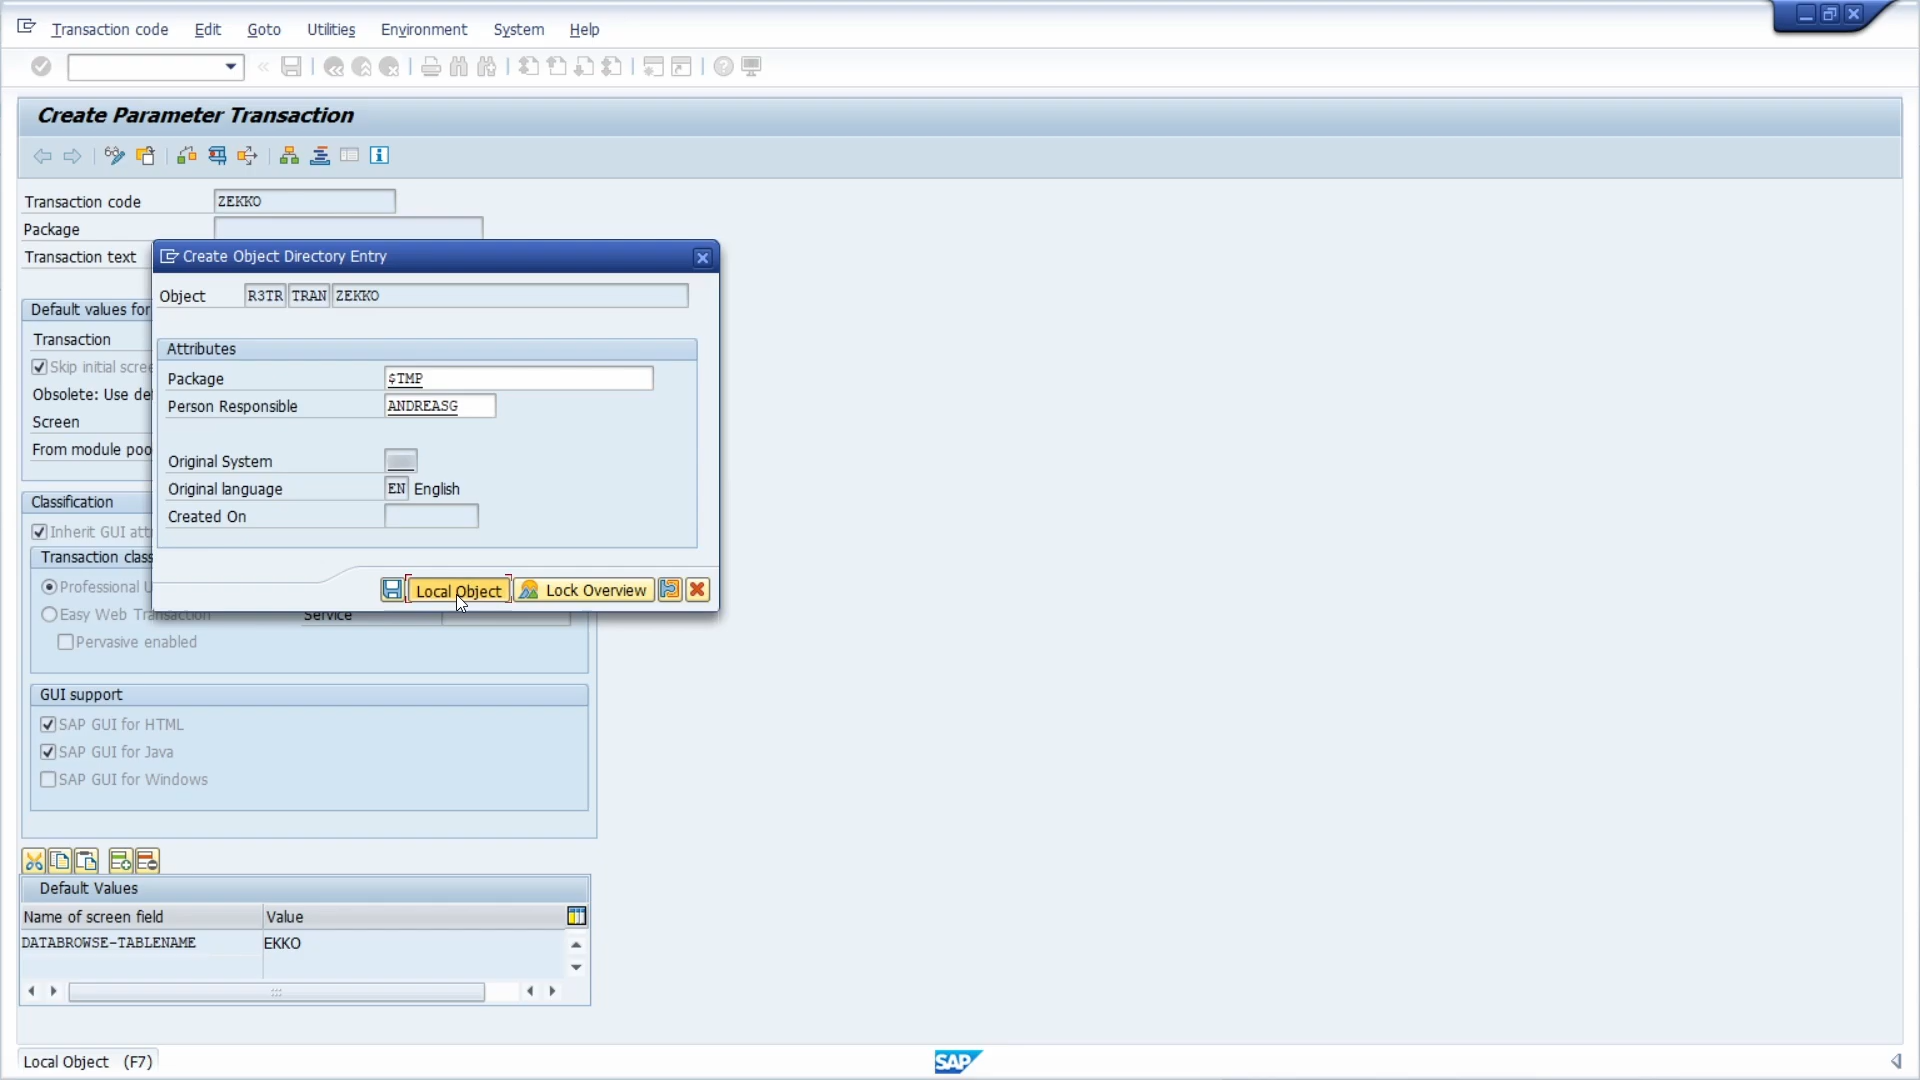 Transaction code Edit Goto Utilities Environment System Help
Create Parameter Transaction
Transaction code ZEKKO
Package
Transaction text
Create Object Directory Entry
Object R3TR TRAN ZEKKO
Attributes
Package $TMP
Person Responsible ANDREASG
Original System
Original language EN English
Created On
Local Object Lock Overview
Default values for
Transaction
Skip initial scree
Obsolete: Use de
Screen
From module poo
Classification
Inherit GUI att
Transaction class
Professional U
Easy Web Transaction Service
Pervasive enabled
GUI support
SAP GUI for HTML
SAP GUI for Java
SAP GUI for Windows
Default Values
Name of screen field Value
DATABROWSE-TABLENAME EKKO
Local Object (F7)
SAP